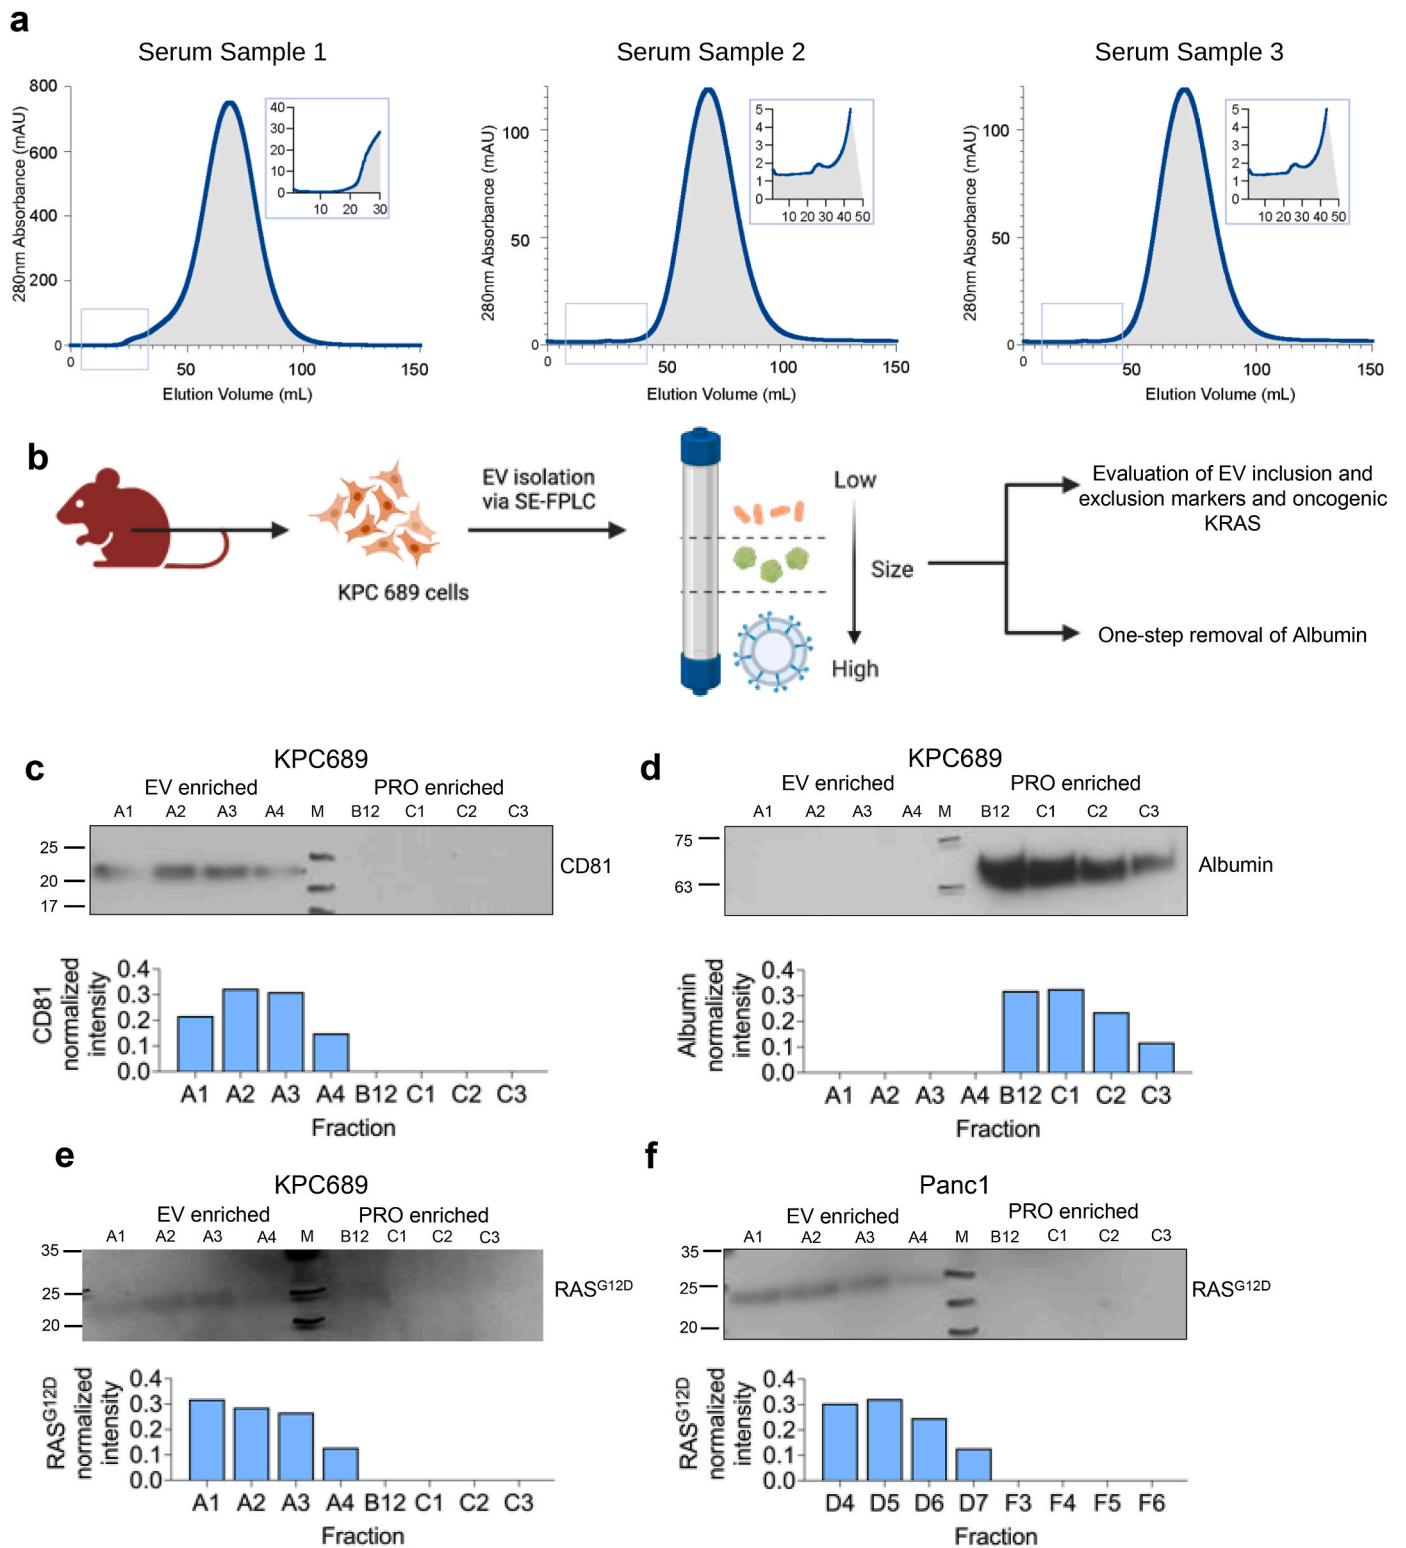 a
Serum Sample 1
Serum Sample 2
Serum Sample 3
280nm Absorbance (mAU)
800
600
400
200
0
0
50
100
150
Elution Volume (mL)
40
30
20
10
0
10
20
30
280nm Absorbance (mAU)
100
50
0
0
50
100
150
Elution Volume (mL)
5
4
3
2
1
0
10 20 30 40 50
280nm Absorbance (mAU)
100
50
0
0
50
100
150
Elution Volume (mL)
5
4
3
2
1
0
10 20 30 40 50
b
KPC 689 cells
EV isolation
via SE-FPLC
Low
Size
High
Evaluation of EV inclusion and
exclusion markers and oncogenic
KRAS
One-step removal of Albumin
c
KPC689
EV enriched
PRO enriched
A1 A2 A3 A4 M B12 C1 C2 C3
25
20
17
CD81
CD81
normalized
intensity
0.4
0.3
0.2
0.1
0.0
A1 A2 A3 A4 B12 C1 C2 C3
Fraction
d
KPC689
EV enriched
PRO enriched
A1 A2 A3 A4 M B12 C1 C2 C3
75
63
Albumin
Albumin
normalized
intensity
0.4
0.3
0.2
0.1
0.0
A1 A2 A3 A4 B12 C1 C2 C3
Fraction
e
KPC689
EV enriched
PRO enriched
A1 A2 A3 A4 M B12 C1 C2 C3
35
25
20
RASG12D
RASG12D
normalized
intensity
0.4
0.3
0.2
0.1
0.0
A1 A2 A3 A4 B12 C1 C2 C3
Fraction
f
Panc1
EV enriched
PRO enriched
A1 A2 A3 A4 M B12 C1 C2 C3
35
25
20
RASG12D
RASG12D
normalized
intensity
0.4
0.3
0.2
0.1
0.0
D4 D5 D6 D7 F3 F4 F5 F6
Fraction